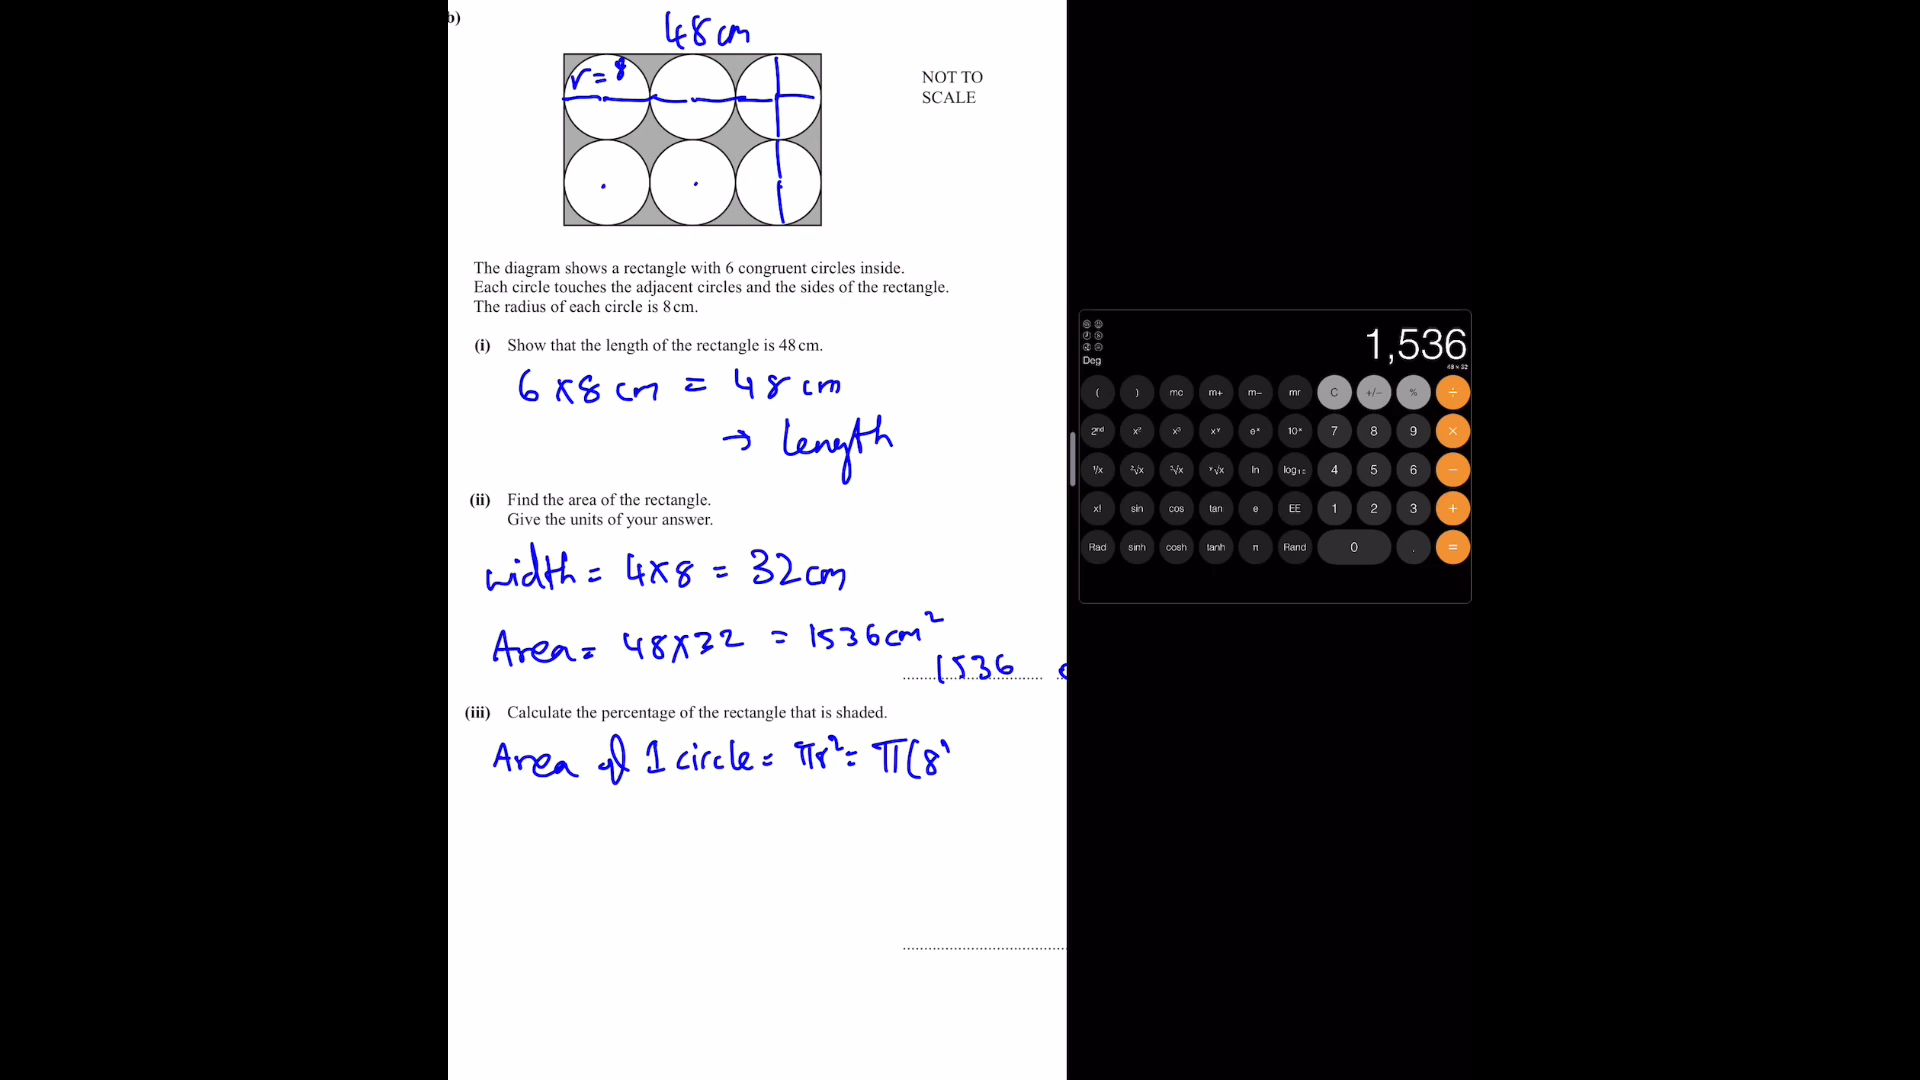 b)
48 cm
r = 8
NOT TO
SCALE
The diagram shows a rectangle with 6 congruent circles inside.
Each circle touches the adjacent circles and the sides of the rectangle.
The radius of each circle is 8 cm.
(i) Show that the length of the rectangle is 48 cm.
6 x 8 cm = 48 cm
→ length
(ii) Find the area of the rectangle.
Give the units of your answer.
width = 4 x 8 = 32 cm
Area = 48 x 32 = 1536 cm²
1536
(iii) Calculate the percentage of the rectangle that is shaded.
Area of 1 circle = πr² = π(8
1,536
48 × 32
Deg
( ) mc m+ m- mr C +/- % ÷
2nd x² x³ xʸ eˣ 10ˣ 7 8 9 ×
1/x ²√x ³√x ʸ√x ln log₁₀ 4 5 6 −
x! sin cos tan e EE 1 2 3 +
Rad sinh cosh tanh π Rand 0 . =